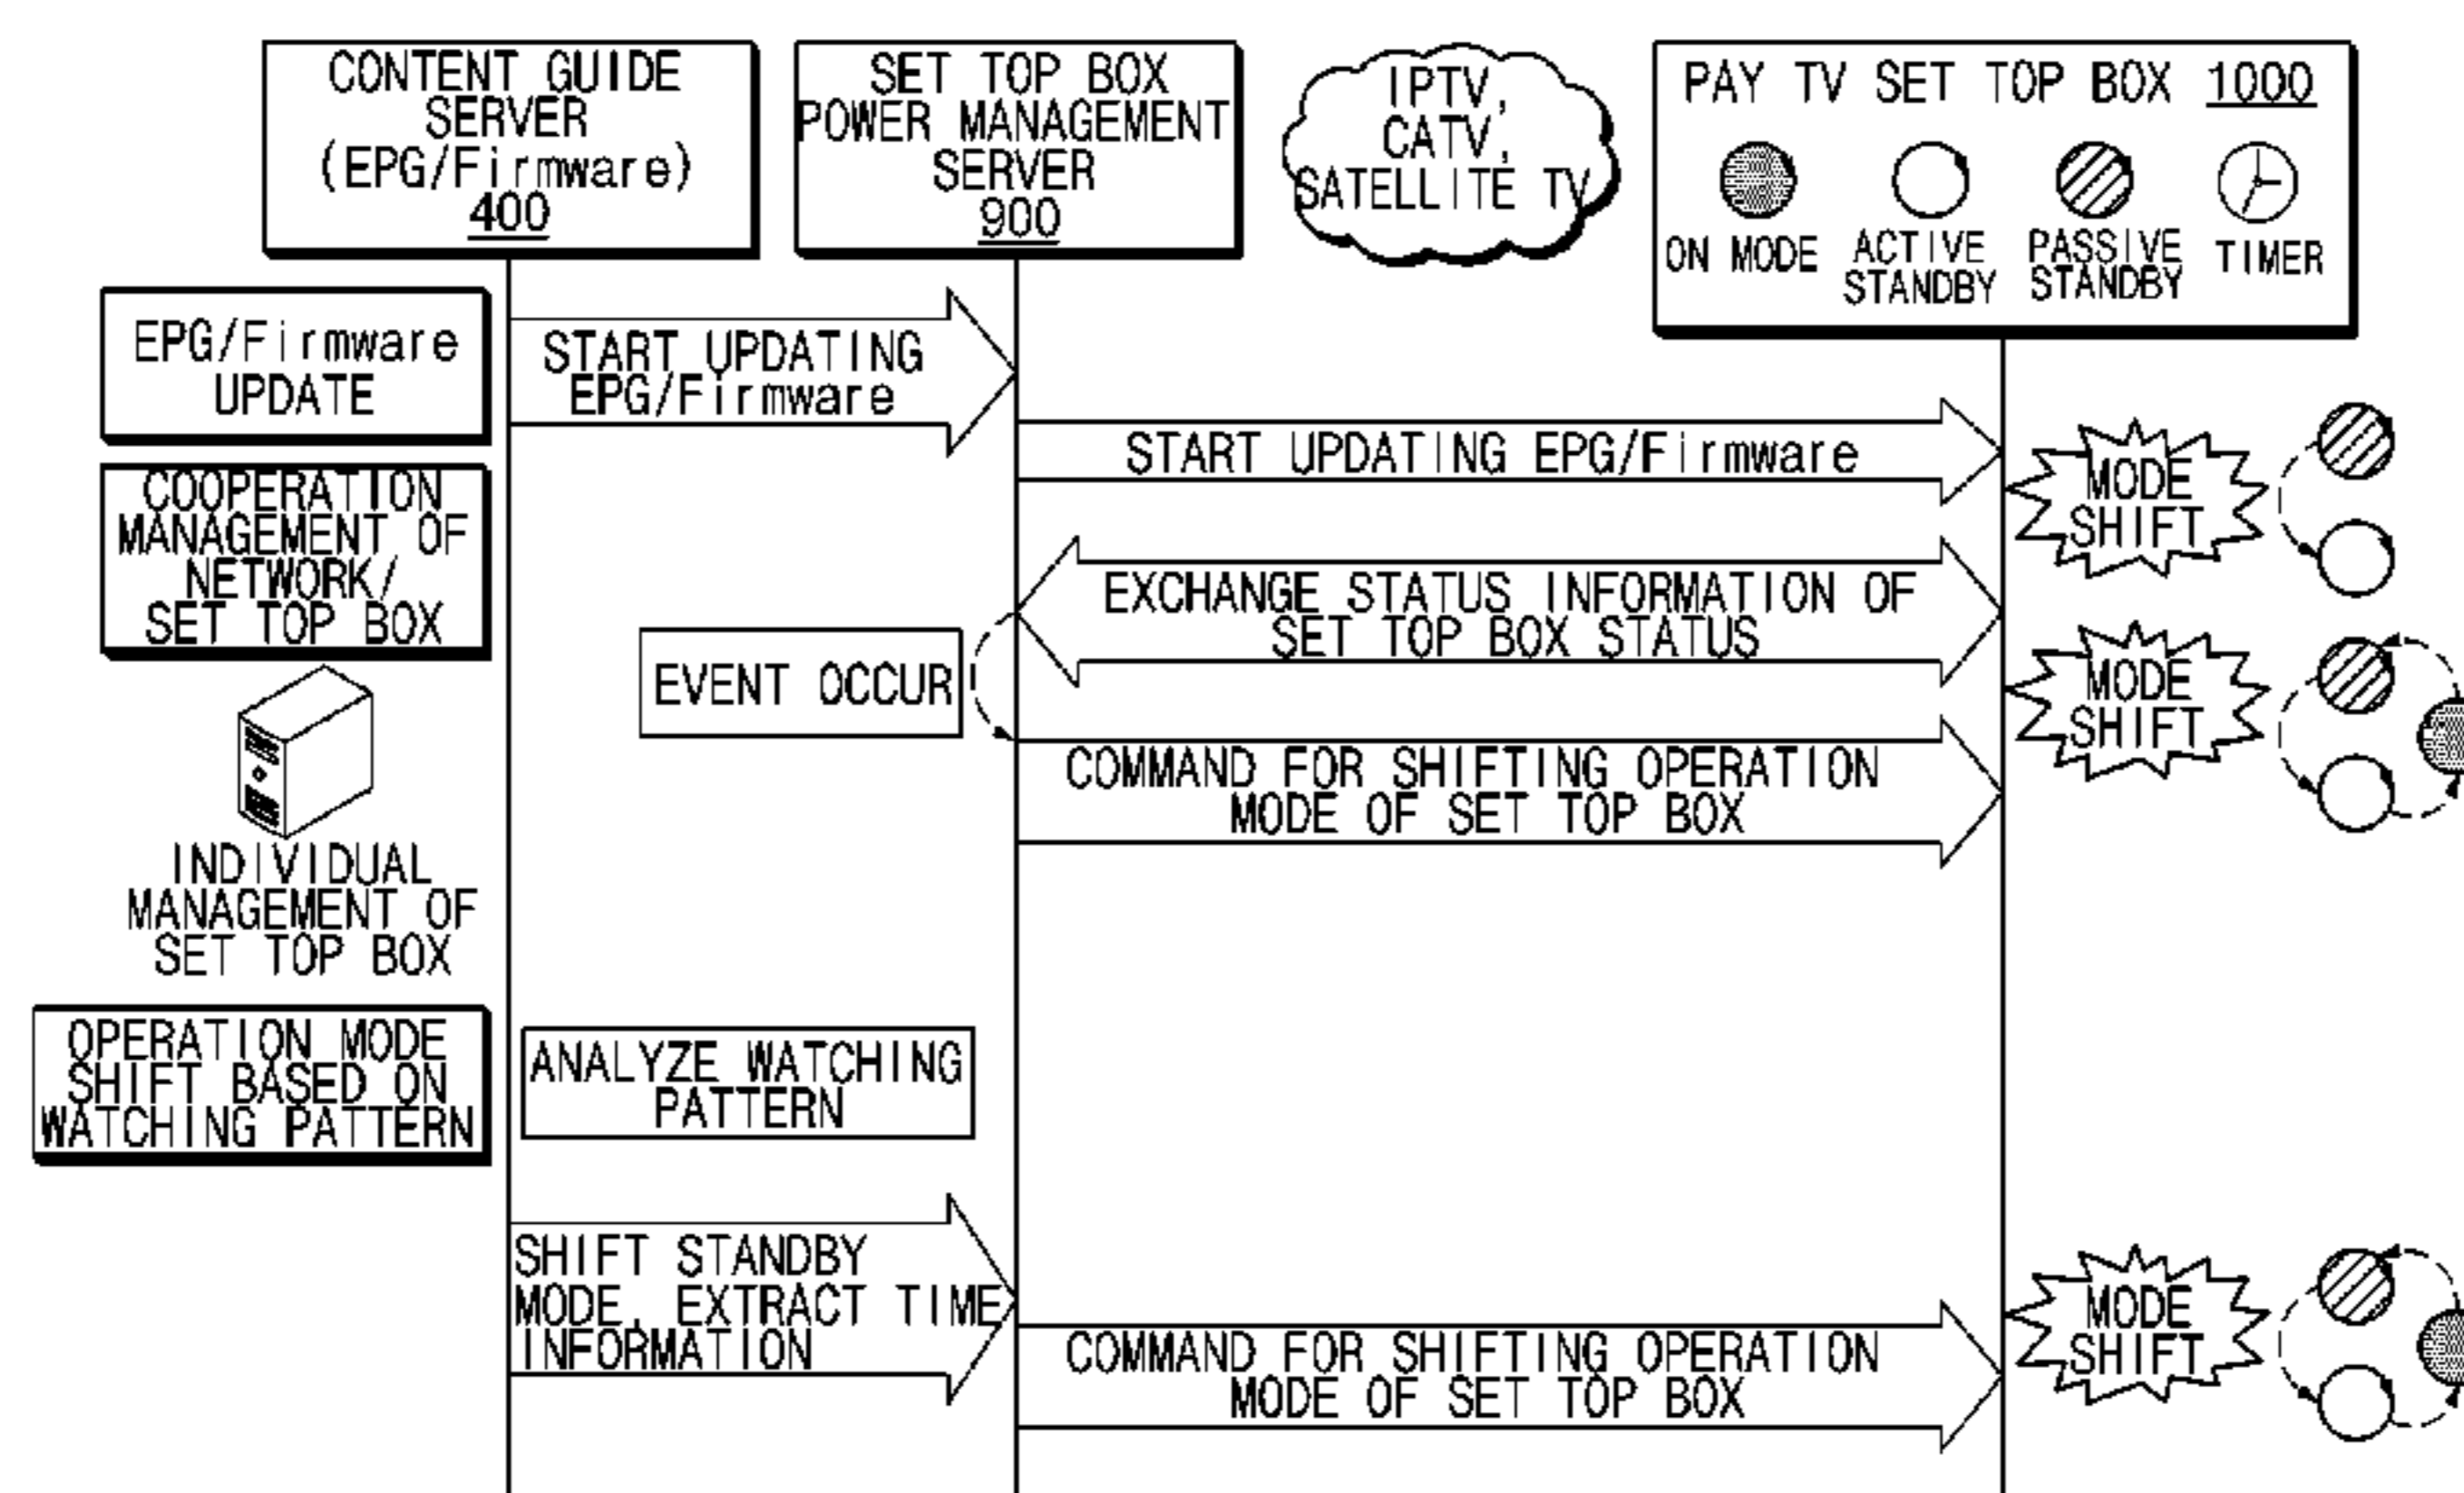 CONTENT GUIDE
SERVER
(EPG/Firmware)
400
SET TOP BOX
POWER MANAGEMENT
SERVER
900
IPTV,
CATV,
SATELLITE TV
PAY TV SET TOP BOX 1000
ON MODE
ACTIVE
STANDBY
PASSIVE
STANDBY
TIMER
EPG/Firmware
UPDATE
START UPDATING
EPG/Firmware
START UPDATING EPG/Firmware
MODE
SHIFT
COOPERATION
MANAGEMENT OF
NETWORK/
SET TOP BOX
EXCHANGE STATUS INFORMATION OF
SET TOP BOX STATUS
EVENT OCCUR
MODE
SHIFT
COMMAND FOR SHIFTING OPERATION
MODE OF SET TOP BOX
INDIVIDUAL
MANAGEMENT OF
SET TOP BOX
OPERATION MODE
SHIFT BASED ON
WATCHING PATTERN
ANALYZE WATCHING
PATTERN
SHIFT STANDBY
MODE, EXTRACT TIME
INFORMATION
COMMAND FOR SHIFTING OPERATION
MODE OF SET TOP BOX
MODE
SHIFT